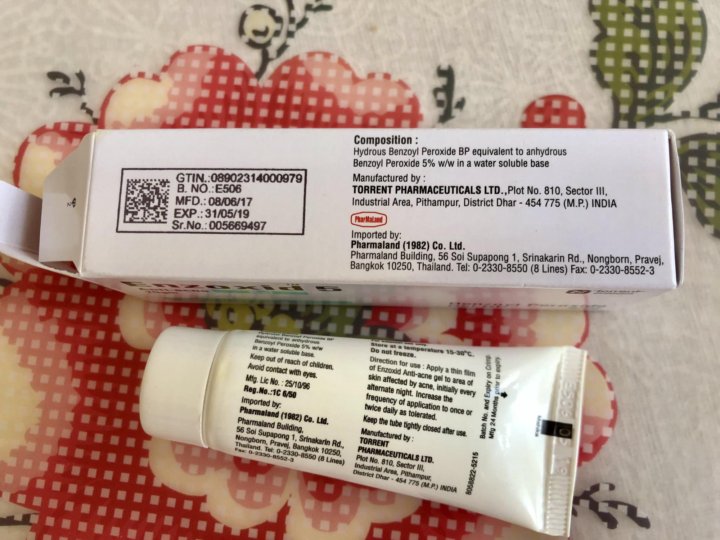 GTIN.:08902314000979
B. NO.:E506
MFD.: 08/06/17
EXP.: 31/05/19
Sr.No.: 005669497
Composition :
Hydrous Benzoyl Peroxide BP equivalent to anhydrous
Benzoyl Peroxide 5% w/w in a water soluble base
Manufactured by :
TORRENT PHARMACEUTICALS LTD.,Plot No. 810, Sector III,
Industrial Area, Pithampur, District Dhar - 454 775 (M.P.) INDIA
PharMaLand
Imported by:
Pharmaland (1982) Co. Ltd.
Pharmaland Building, 56 Soi Supapong 1, Srinakarin Rd., Nongborn, Pravej,
Bangkok 10250, Thailand. Tel: 0-2330-8550 (8 Lines) Fax: 0-2330-8552-3
Enzoxid 5
Hydrous Benzoyl Peroxide BP
equivalent to anhydrous
Benzoyl Peroxide 5% w/w
in a water soluble base.
Keep out of reach of children.
Avoid contact with eyes.
Mfg. Lic No. : 25/10/96
Reg.No.:1C 6/50
Imported by:
Pharmaland (1982) Co. Ltd.
Pharmaland Building,
56 Soi Supapong 1, Srinakarin Rd.,
Nongborn, Pravej, Bangkok 10250,
Thailand. Tel: 0-2330-8550 (8 Lines)
Fax: 0-2330-8552-3
Store at a temperature 15-30°C.
Do not freeze.
Direction for use : Apply a thin film
of Enzoxid Anti-acne gel to area of
skin affected by acne, initially every
alternate night. Increase the
frequency of application to once or
twice daily as tolerated.
Keep the tube tightly closed after use.
Manufactured by :
TORRENT
PHARMACEUTICALS LTD.
Plot No. 810, Sector III,
Industrial Area, Pithampur,
District Dhar - 454 775 (M.P.) INDIA
8058822-5215
Batch No. and Expiry on Crimp
Mfg 24 Months prior to expiry